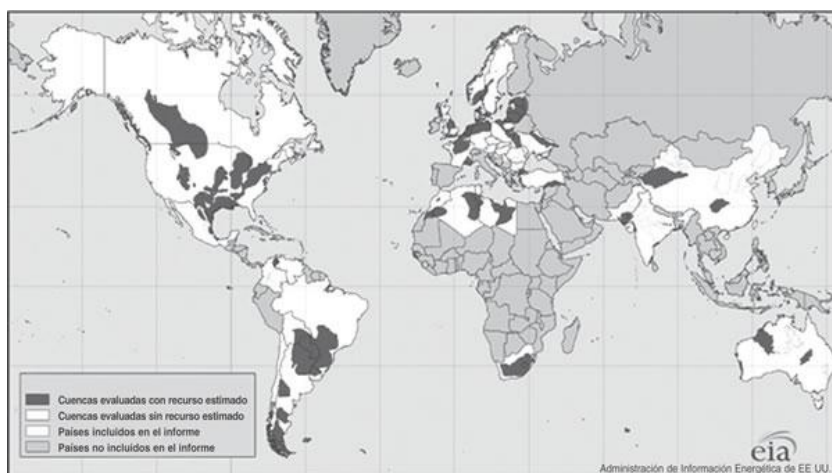 Cuencas evaluadas con recurso estimado
Cuencas evaluadas sin recurso estimado
Países incluidos en el informe
Países no incluidos en el informe
eia
Administración de Información Energética de EE UU.